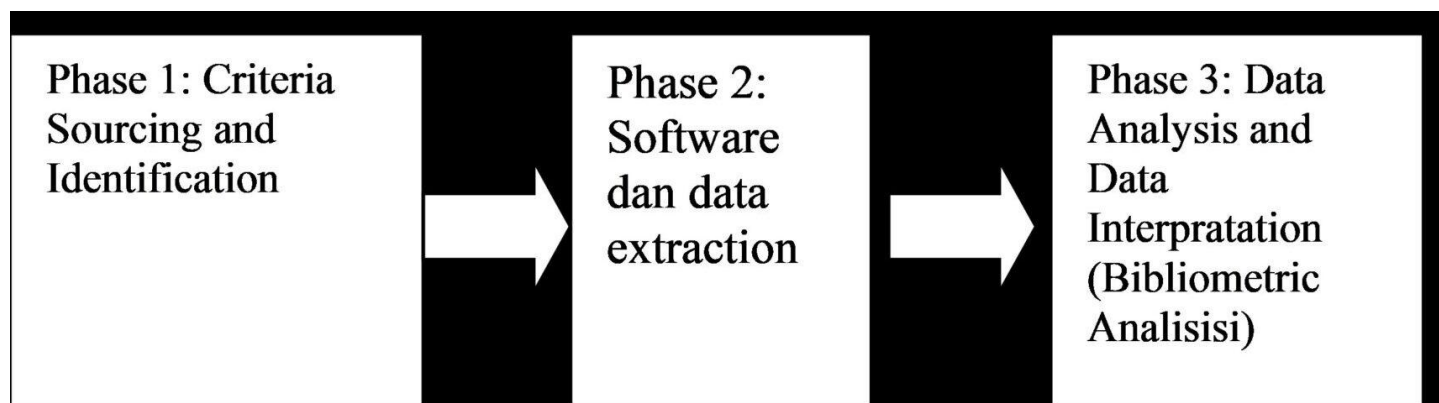 Phase 1: Criteria
Sourcing and
Identification
Phase 2:
Software
dan data
extraction
Phase 3: Data
Analysis and
Data
Interpratation
(Bibliometric
Analisisi)